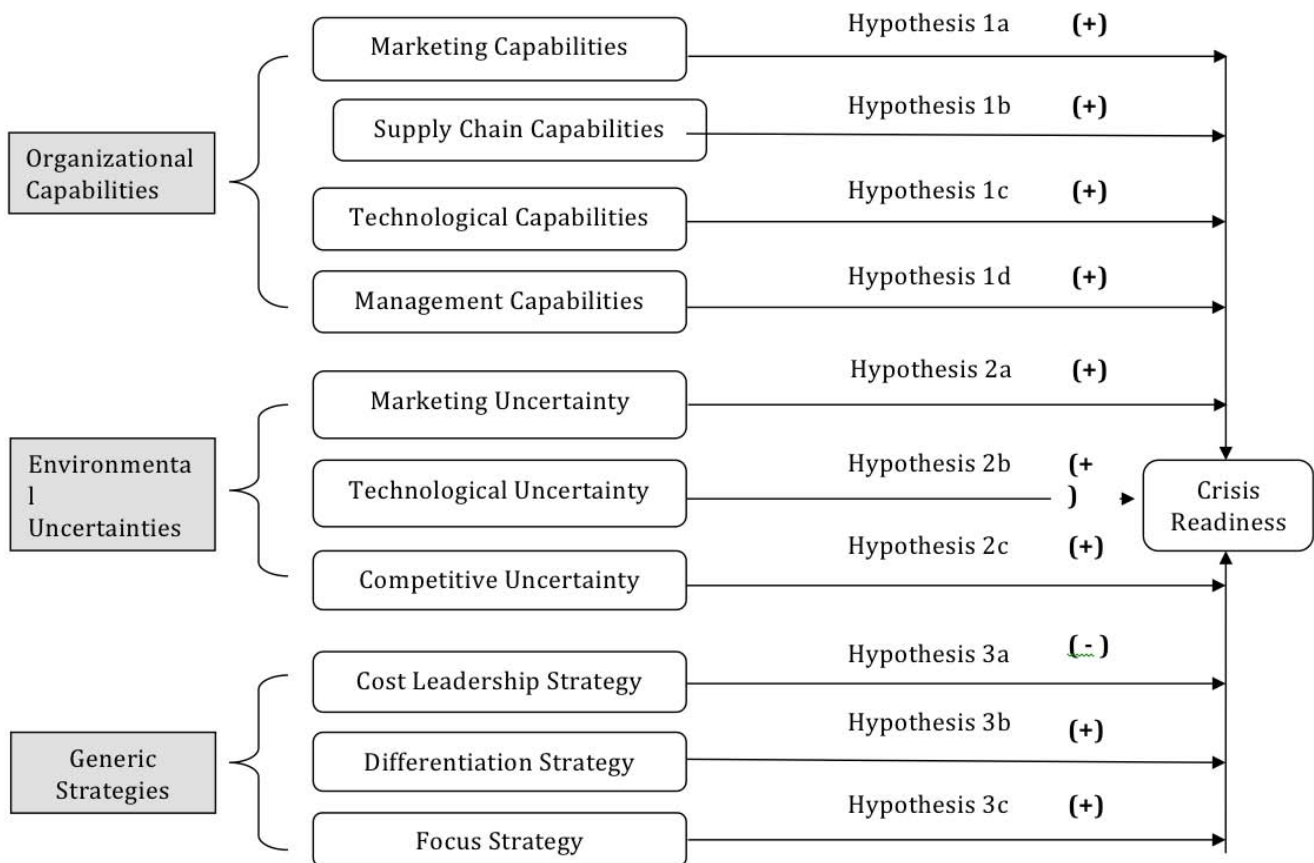 Marketing Capabilities
Hypothesis 1a (+)
Supply Chain Capabilities
Hypothesis 1b (+)
Organizational
Capabilities
Technological Capabilities
Hypothesis 1c (+)
Management Capabilities
Hypothesis 1d (+)
Marketing Uncertainty
Hypothesis 2a (+)
Environmenta
l
Uncertainties
Technological Uncertainty
Hypothesis 2b (+
)
Crisis
Readiness
Competitive Uncertainty
Hypothesis 2c (+)
Cost Leadership Strategy
Hypothesis 3a ( - )
Generic
Strategies
Differentiation Strategy
Hypothesis 3b (+)
Focus Strategy
Hypothesis 3c (+)